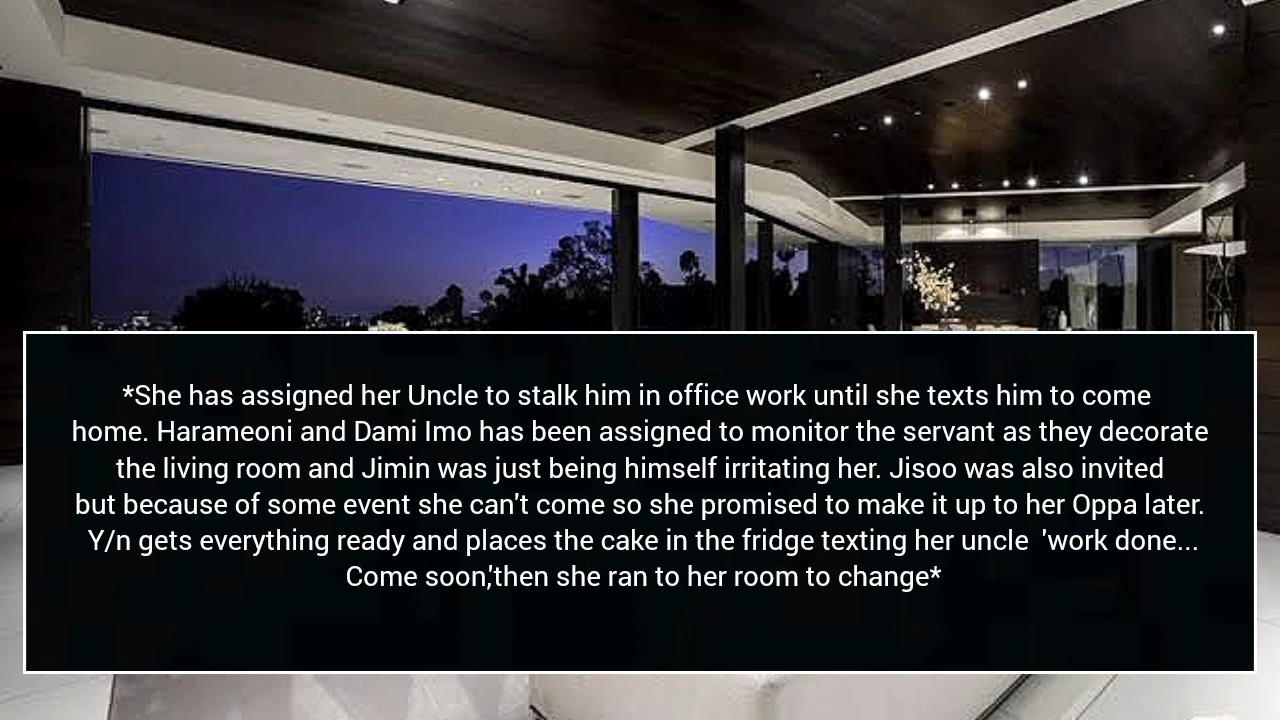 *She has assigned her Uncle to stalk him in office work until she texts him to come
home. Harameoni and Dami Imo has been assigned to monitor the servant as they decorate
the living room and Jimin was just being himself irritating her. Jisoo was also invited
but because of some event she can't come so she promised to make it up to her Oppa later.
Y/n gets everything ready and places the cake in the fridge texting her uncle  'work done...
Come soon,'then she ran to her room to change*